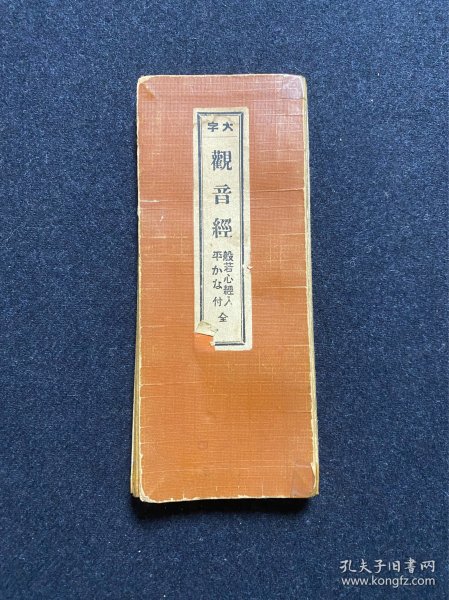 大字
觀音經
般若心經入
平かな付
全
孔夫子旧书网
www.kongfz.com